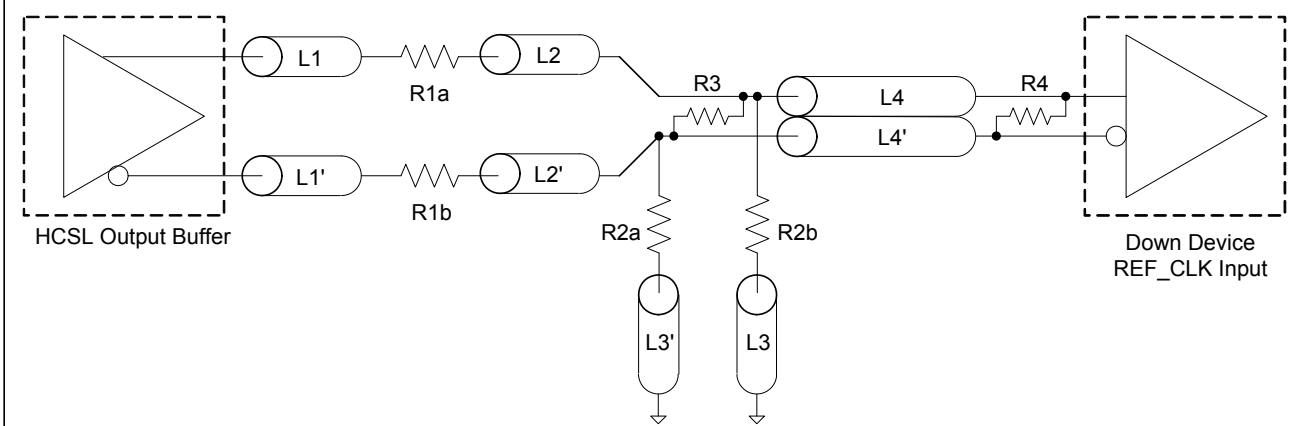 L1
R1a
L2
R3
L4
R4
L4'
L1'
R1b
L2'
HCSL Output Buffer
R2a
R2b
Down Device
REF_CLK Input
L3'
L3